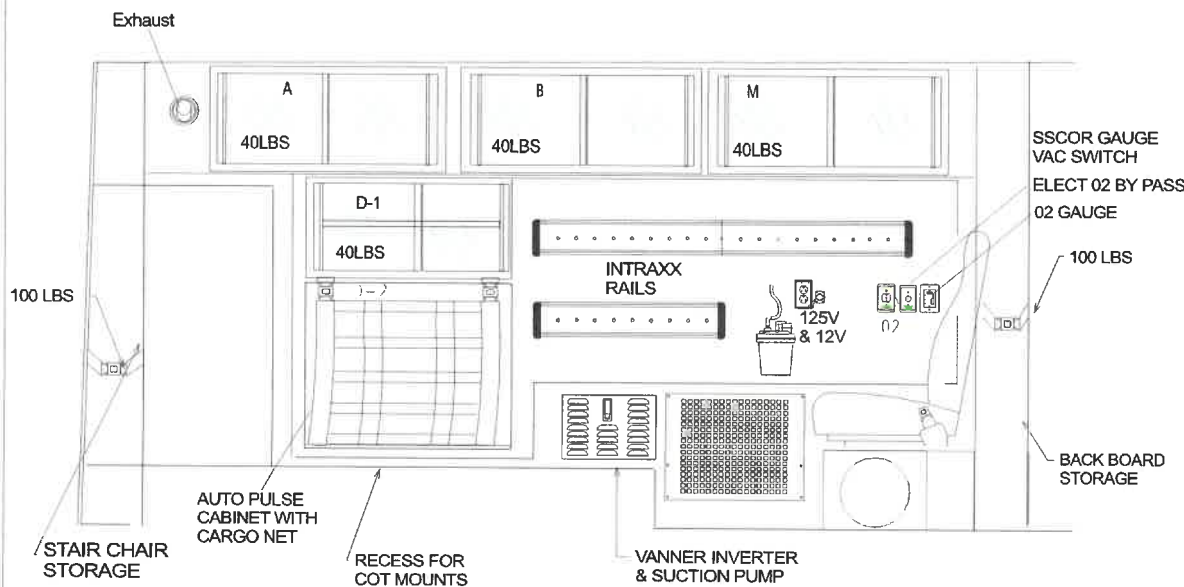 Exhaust
A
40LBS
B
40LBS
M
40LBS
SSCOR GAUGE
VAC SWITCH
ELECT 02 BY PASS
02 GAUGE
D-1
40LBS
100 LBS
INTRAXX
RAILS
100 LBS
D-2
125V
& 12V
02
AUTO PULSE
CABINET WITH
CARGO NET
BACK BOARD
STORAGE
STAIR CHAIR
STORAGE
RECESS FOR
COT MOUNTS
VANNER INVERTER
& SUCTION PUMP